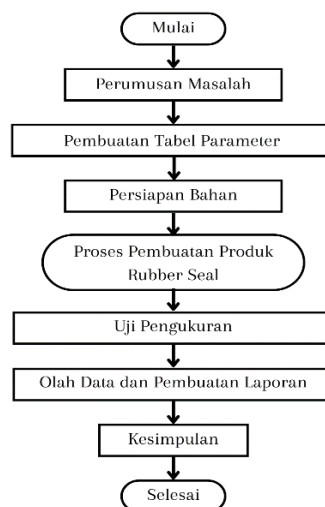 Mulai
Perumusan Masalah
Pembuatan Tabel Parameter
Persiapan Bahan
Proses Pembuatan Produk
Rubber Seal
Uji Pengukuran
Olah Data dan Pembuatan Laporan
Kesimpulan
Selesai